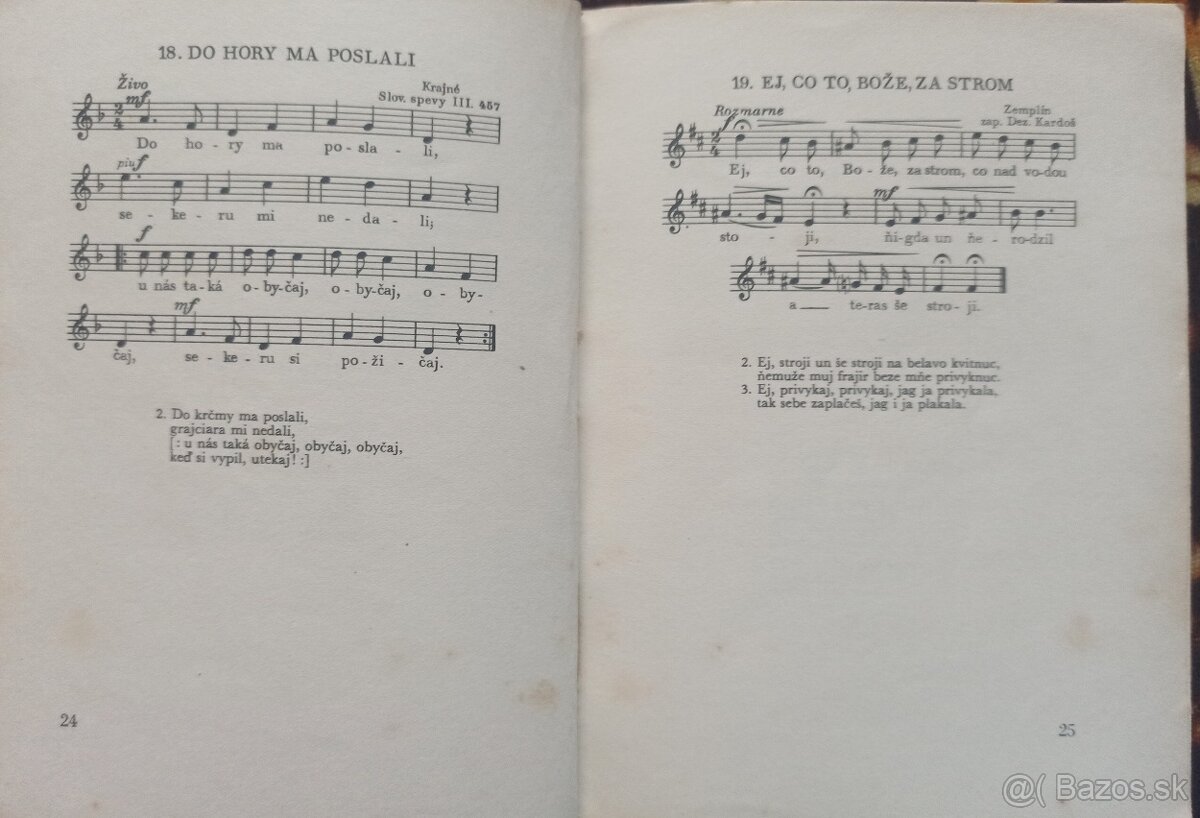 18. DO HORY MA POSLALI
Živo
Krajné
Slov. spevy III. 457
mf
2 4
Do ho - ry ma po - sla - li,
piu f
se - ke - ru mi ne - da - li;
f
u nás ta-ká o-by-čaj, o-by-čaj, o-by-
mf
čaj, se - ke - ru si po-ži-čaj.
2. Do krčmy ma poslali,
grajciara mi nedali,
[: u nás taká obyčaj, obyčaj, obyčaj,
keď si vypil, utekaj! :]
24
19. EJ, CO TO, BOŽE, ZA STROM
Rozmarne
Zemplín
zap. Dez. Kardoš
f
2 4
Ej, co to, Bo- že, za strom, co nad vo-dou
mf
sto - ji, ňi-gda un ňe - ro-dzil
a te-ras še stro-ji.
2. Ej, stroji un še stroji na belavo kvitnuc,
ňemuže muj frajir beze mňe privyknuc.
3. Ej, privykaj, privykaj, jag ja privykala,
tak sebe zaplačeš, jag i ja plakala.
25
@( Bazos.sk